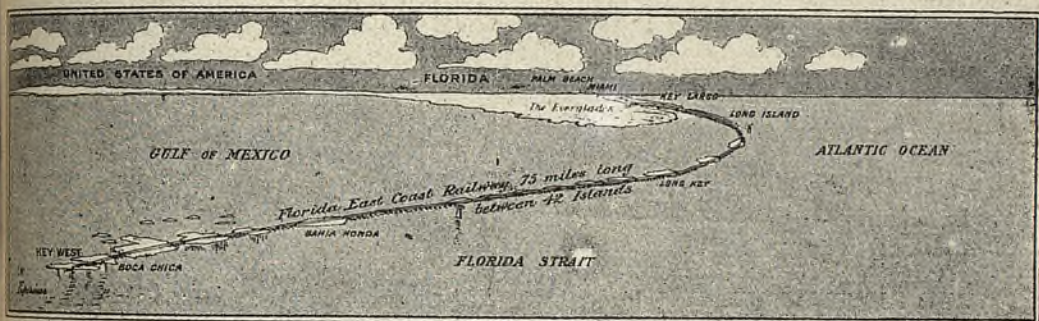 UNITED STATES OF AMERICA
FLORIDA
PALM BEACH
MIAMI
The Everglades
KEY LARGO
LONG ISLAND
GULF OF MEXICO
ATLANTIC OCEAN
Florida East Coast Railway, 75 miles long
between 42 Islands
LONG KEY
BAHIA HONDA
KEY WEST
BOCA CHICA
FLORIDA STRAIT